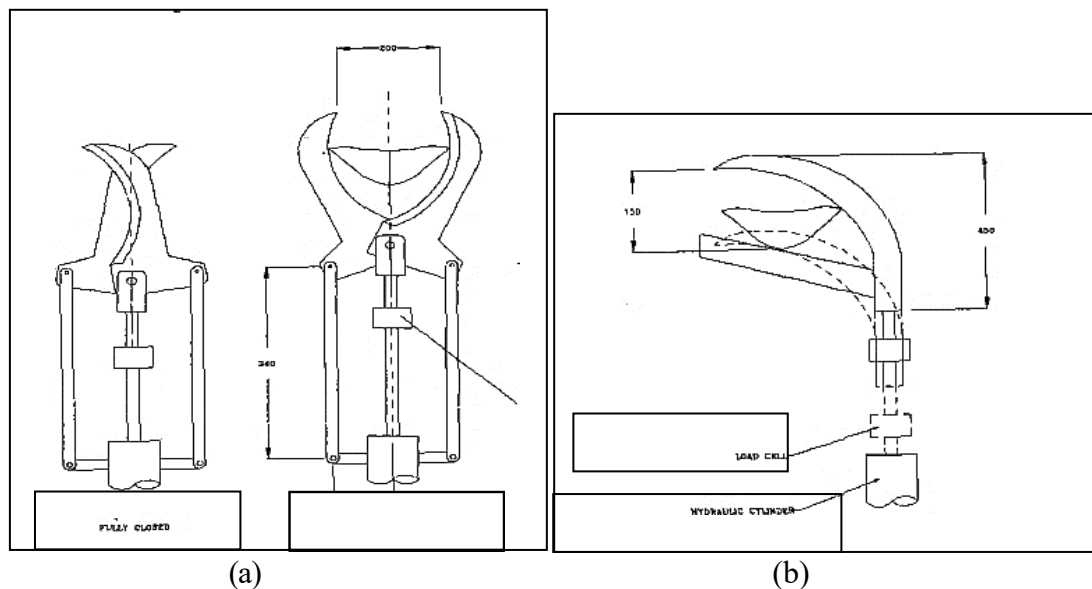 200
340
FULLY CLOSED
150
450
LOAD CELL
HYDRAULIC CYLINDER
(a)
(b)